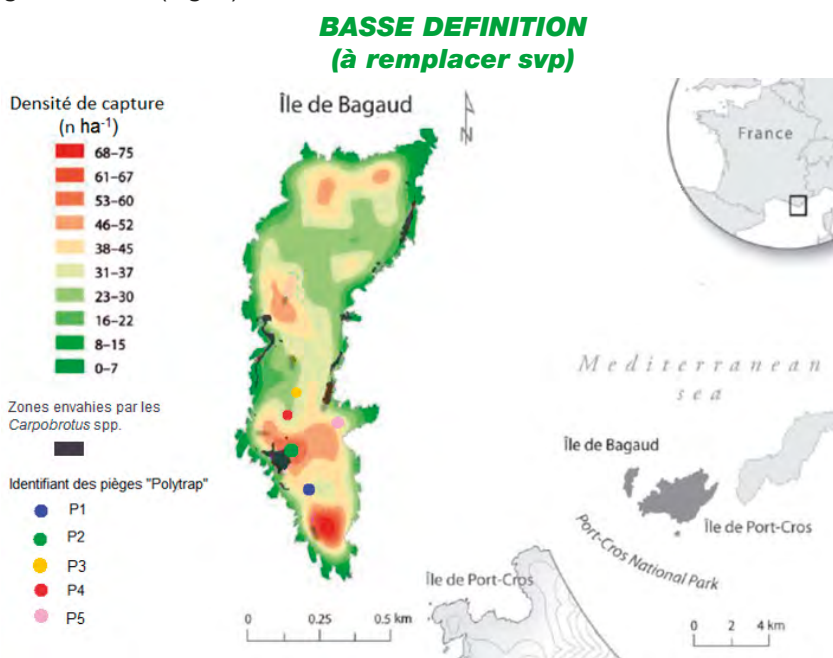 BASSE DEFINITION
(à remplacer svp)
Densité de capture
(n ha-1)
68–75
61–67
53–60
46–52
38–45
31–37
23–30
16–22
8–15
0–7
Zones envahies par les
Carpobrotus spp.
Identifiant des pièges "Polytrap"
P1
P2
P3
P4
P5
Île de Bagaud
N
0 0.25 0.5 km
France
Mediterranean
sea
Île de Bagaud
Île de Port-Cros
Port-Cros National Park
Île de Port-Cros
0 2 4 km